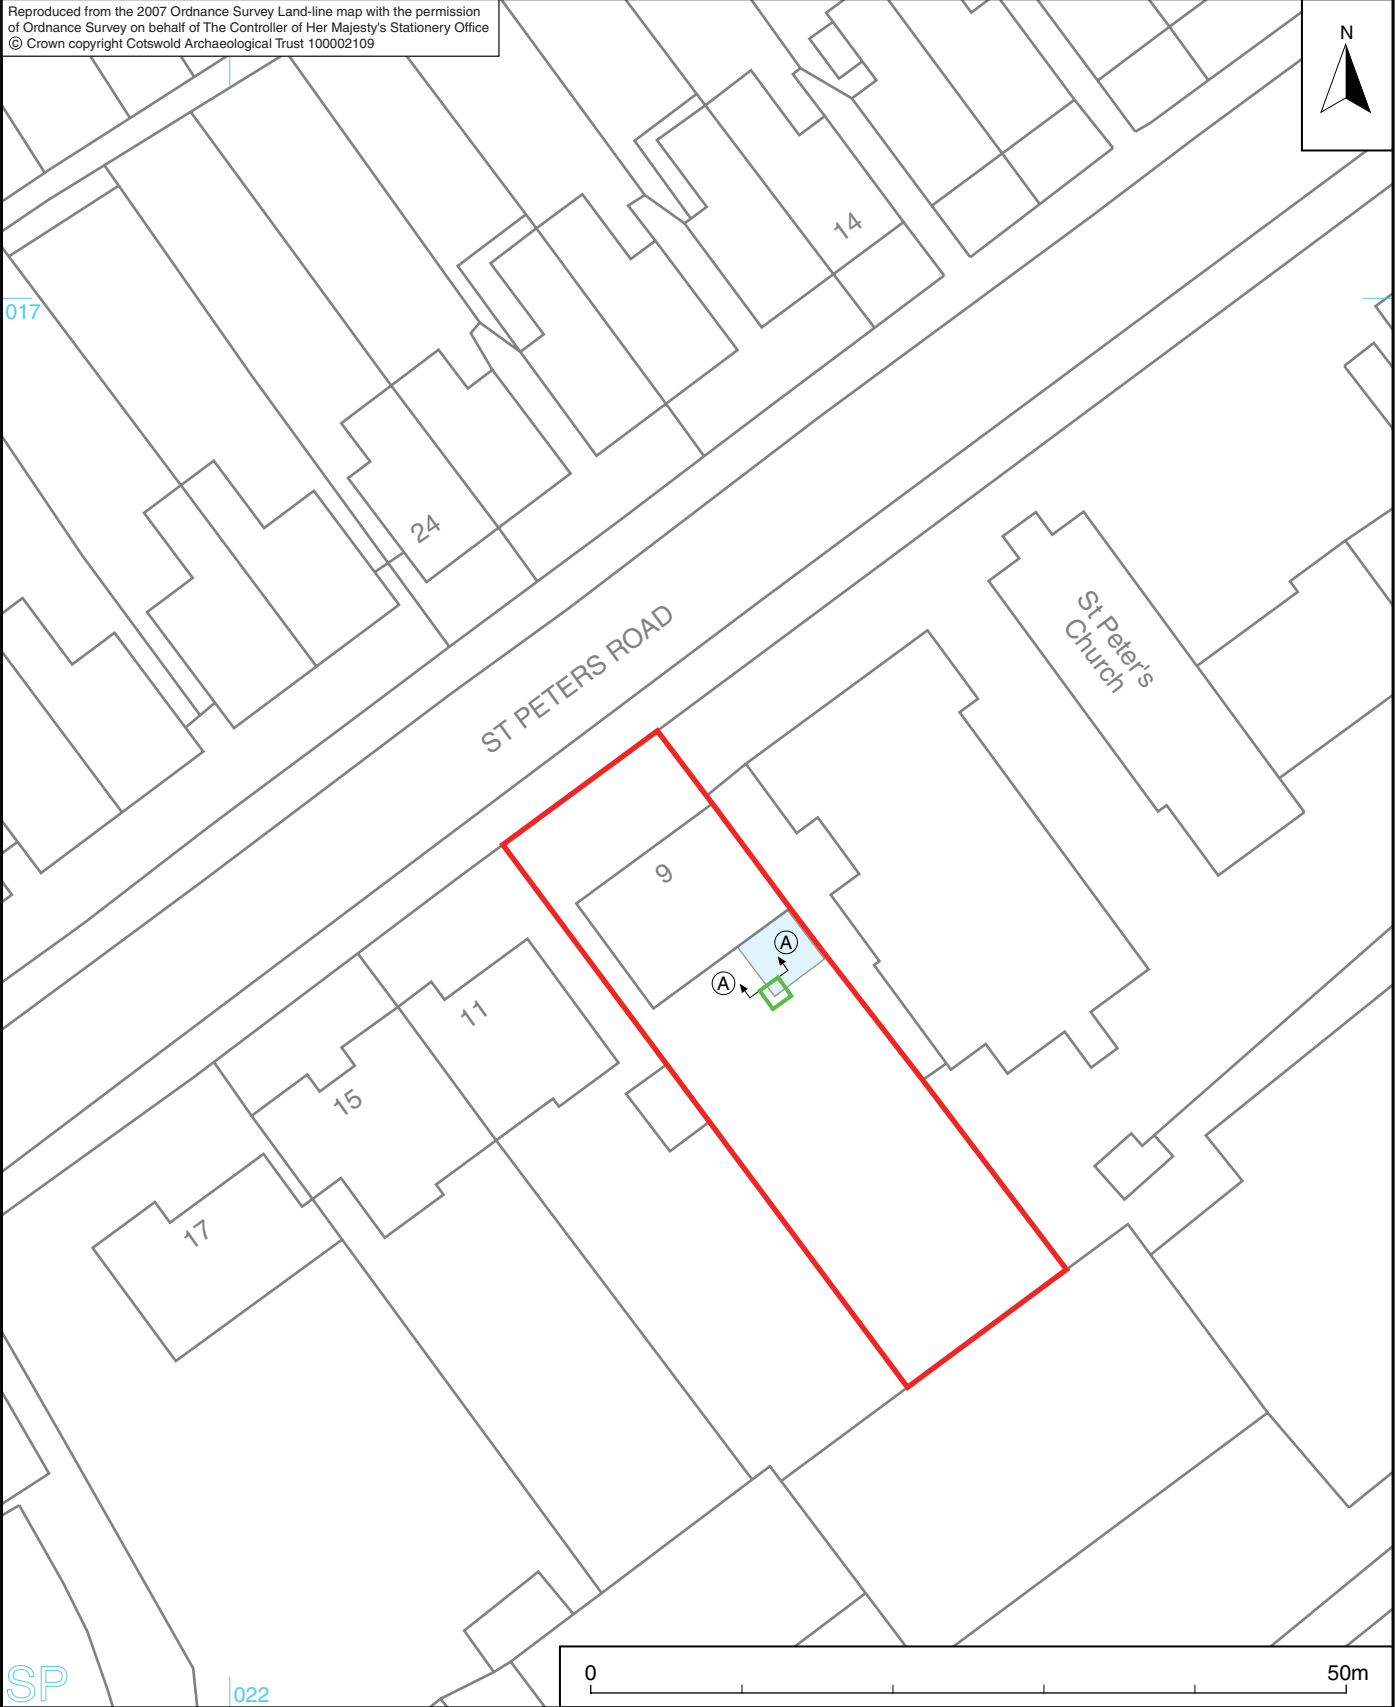 Reproduced from the 2007 Ordnance Survey Land-line map with the permission
of Ordnance Survey on behalf of The Controller of Her Majesty's Stationery Office
© Crown copyright Cotswold Archaeological Trust 100002109
N
14
017
24
St Peter's
Church
ST PETERS ROAD
9
A
A
11
15
17
0
50m
SP
022